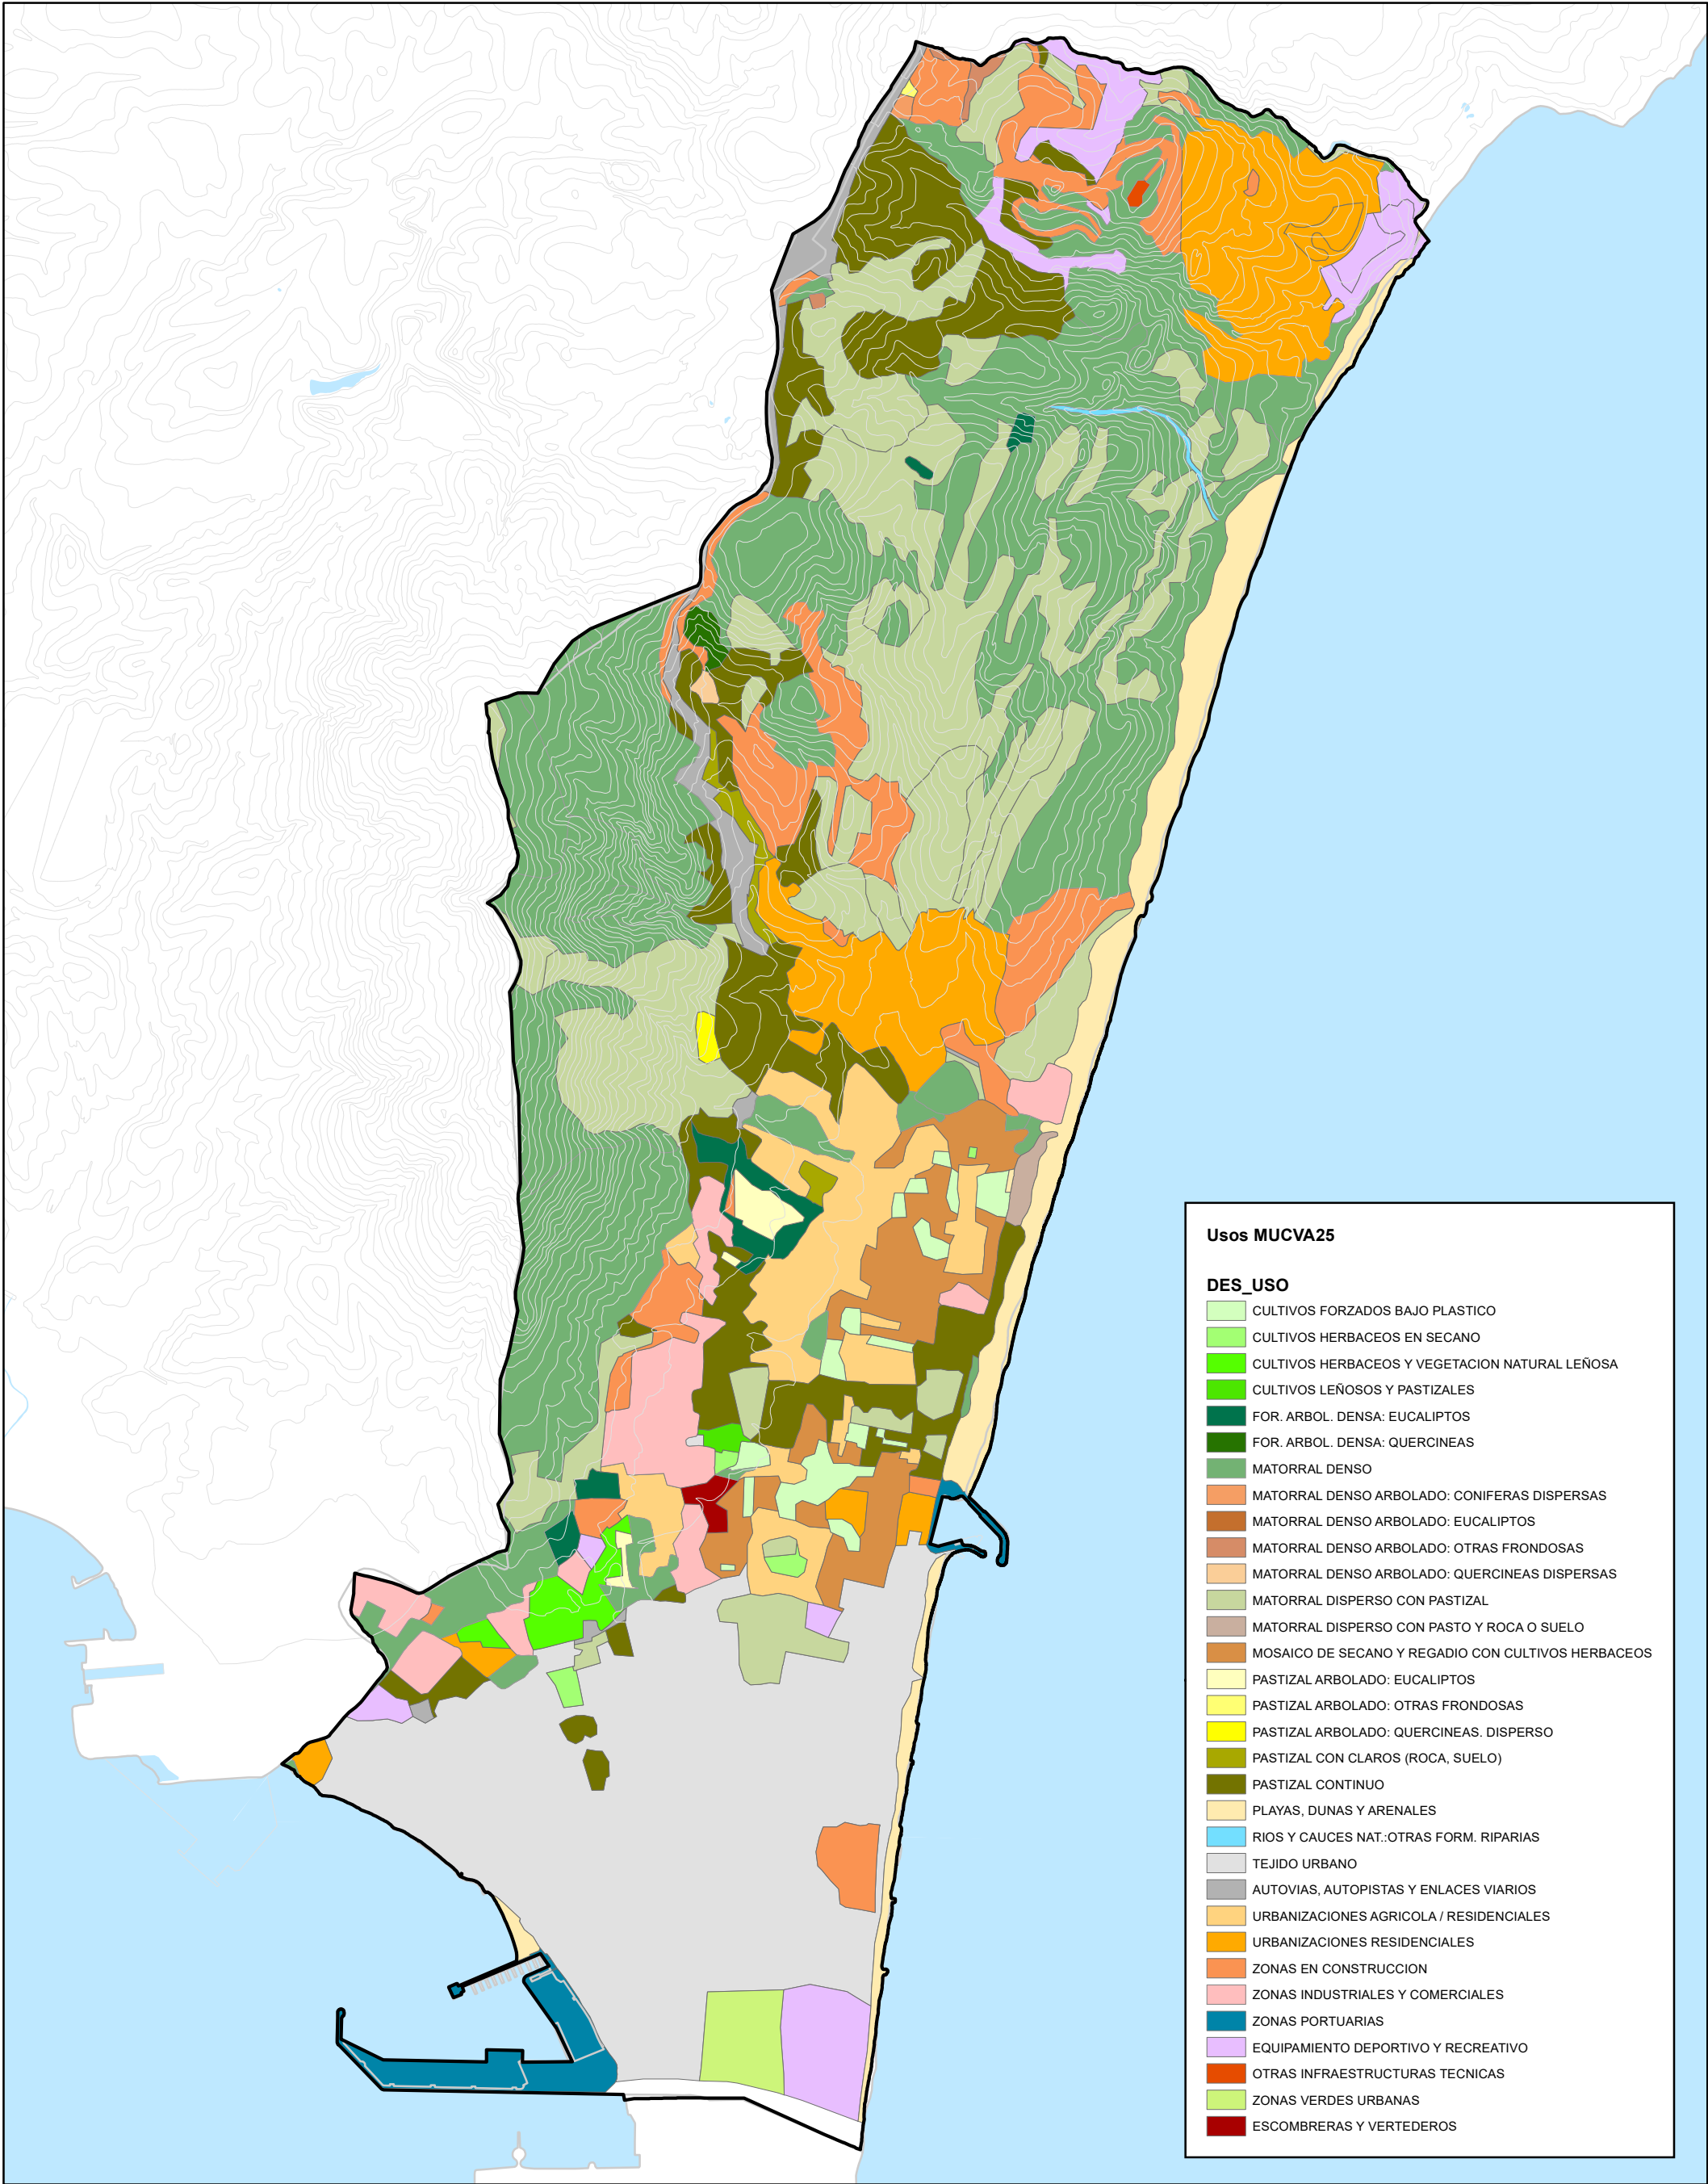 Usos MUCVA25
DES_USO
CULTIVOS FORZADOS BAJO PLASTICO
CULTIVOS HERBACEOS EN SECANO
CULTIVOS HERBACEOS Y VEGETACION NATURAL LEÑOSA
CULTIVOS LEÑOSOS Y PASTIZALES
FOR. ARBOL. DENSA: EUCALIPTOS
FOR. ARBOL. DENSA: QUERCINEAS
MATORRAL DENSO
MATORRAL DENSO ARBOLADO: CONIFERAS DISPERSAS
MATORRAL DENSO ARBOLADO: EUCALIPTOS
MATORRAL DENSO ARBOLADO: OTRAS FRONDOSAS
MATORRAL DENSO ARBOLADO: QUERCINEAS DISPERSAS
MATORRAL DISPERSO CON PASTIZAL
MATORRAL DISPERSO CON PASTO Y ROCA O SUELO
MOSAICO DE SECANO Y REGADIO CON CULTIVOS HERBACEOS
PASTIZAL ARBOLADO: EUCALIPTOS
PASTIZAL ARBOLADO: OTRAS FRONDOSAS
PASTIZAL ARBOLADO: QUERCINEAS. DISPERSO
PASTIZAL CON CLAROS (ROCA, SUELO)
PASTIZAL CONTINUO
PLAYAS, DUNAS Y ARENALES
RIOS Y CAUCES NAT.:OTRAS FORM. RIPARIAS
TEJIDO URBANO
AUTOVIAS, AUTOPISTAS Y ENLACES VIARIOS
URBANIZACIONES AGRICOLA / RESIDENCIALES
URBANIZACIONES RESIDENCIALES
ZONAS EN CONSTRUCCION
ZONAS INDUSTRIALES Y COMERCIALES
ZONAS PORTUARIAS
EQUIPAMIENTO DEPORTIVO Y RECREATIVO
OTRAS INFRAESTRUCTURAS TECNICAS
ZONAS VERDES URBANAS
ESCOMBRERAS Y VERTEDEROS